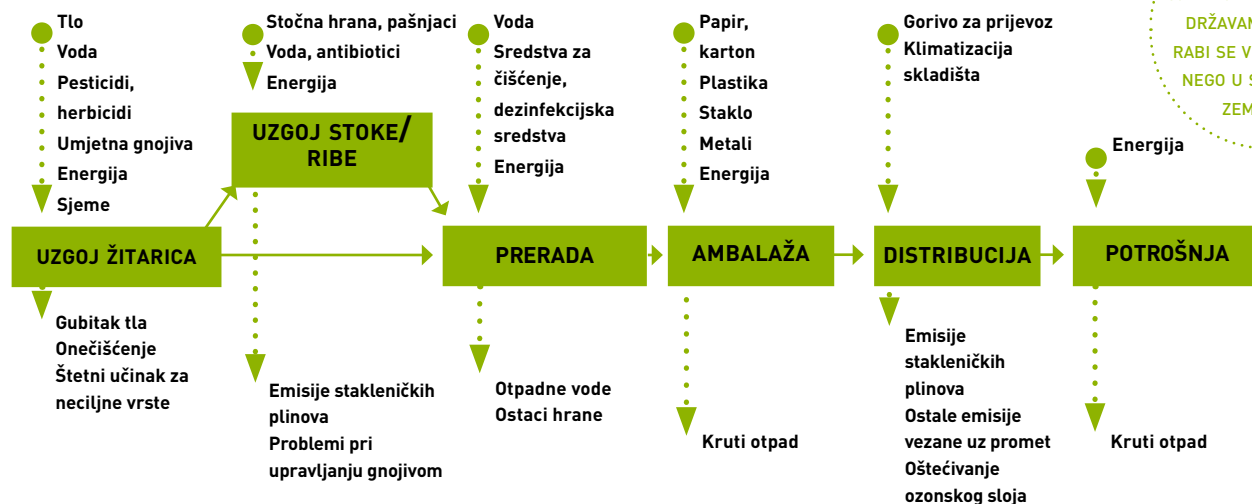 Tlo
Voda
Pesticidi,
herbicidi
Umjetna gnojiva
Energija
Sjeme
Stočna hrana, pašnjaci
Voda, antibiotici
Energija
Voda
Sredstva za
čišćenje,
dezinfekcijska
sredstva
Energija
Papir,
karton
Plastika
Staklo
Metali
Energija
Gorivo za prijevoz
Klimatizacija
skladišta
RABI SE
NEGO U
Energija
UZGOJ STOKE/
RIBE
UZGOJ ŽITARICA
PRERADA
AMBALAŽA
DISTRIBUCIJA
POTROŠNJA
Gubitak tla
Onečišćenje
Štetni učinak za
neciljne vrste
Emisije stakleničkih
plinova
Problemi pri
upravljanju gnojivom
Otpadne vode
Ostaci hrane
Kruti otpad
Emisije
stakleničkih
plinova
Ostale emisije
vezane uz promet
Oštećivanje
ozonskog sloja
Kruti otpad